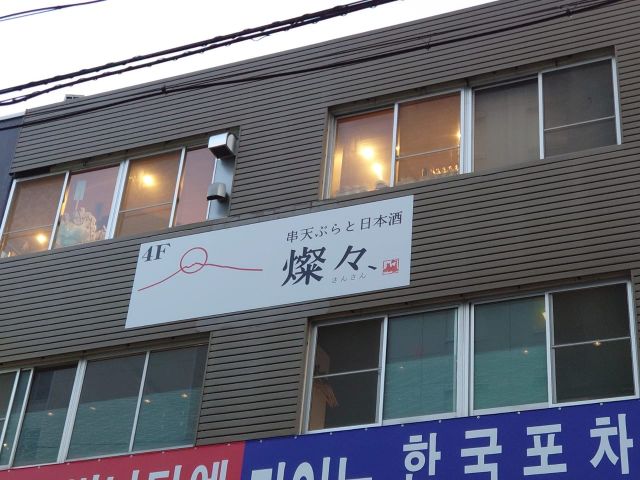 4F
串天ぷらと日本酒
燦々、
さんさん
한국포차